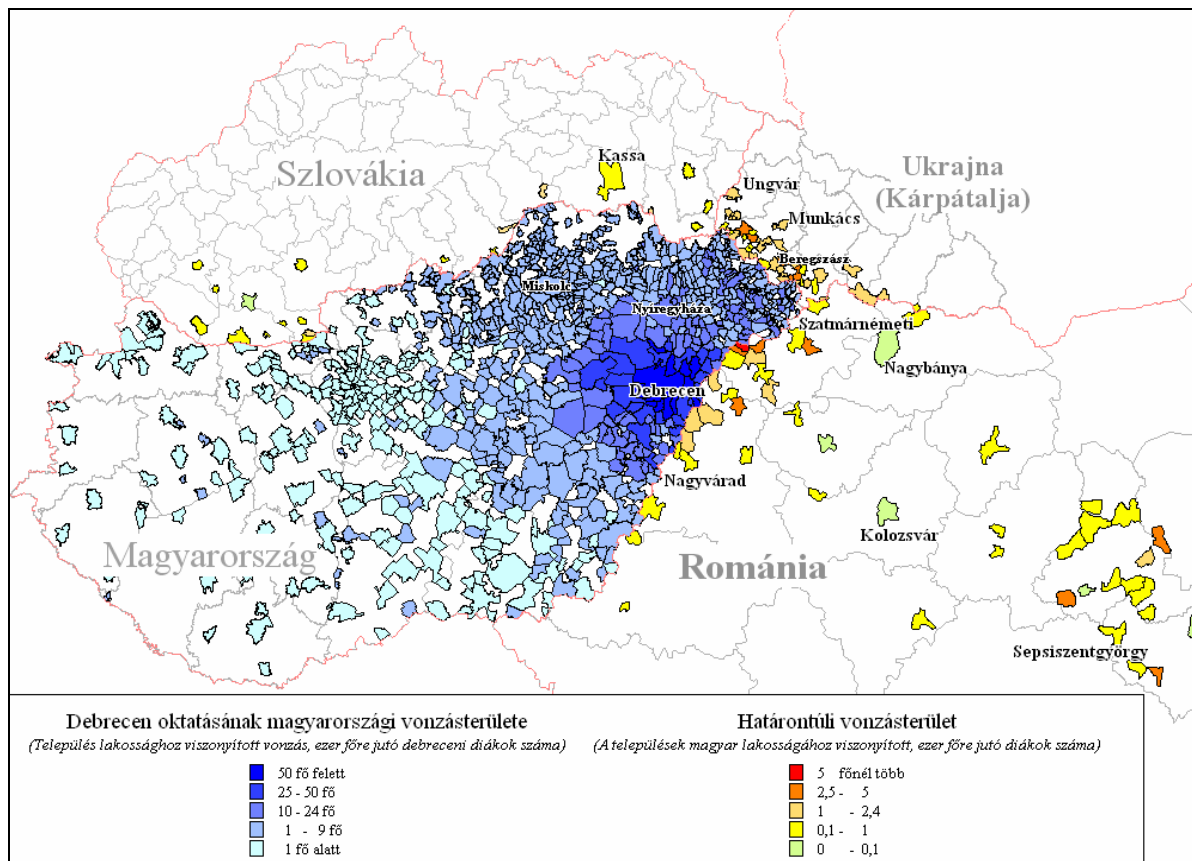 Kassa
Szlovákia
Ungvár
Ukrajna
(Kárpátalja)
Munkács
Beregszász
Miskolc
Nyíregyháza
Szatmárnémeti
Nagybánya
Debrecen
Nagyvárad
Kolozsvár
Magyarország
Románia
Sepsiszentgyörgy
Debrecen oktatásának magyarországi vonzásterülete
(Település lakossághoz viszonyított vonzás, ezer főre jutó debreceni diákok száma)
50 fő felett
25 - 50 fő
10 - 24 fő
1 - 9 fő
1 fő alatt
Határontúli vonzásterület
(A települések magyar lakosságához viszonyított, ezer főre jutó diákok száma)
5 főnél több
2,5 - 5
1 - 2,4
0,1 - 1
0 - 0,1